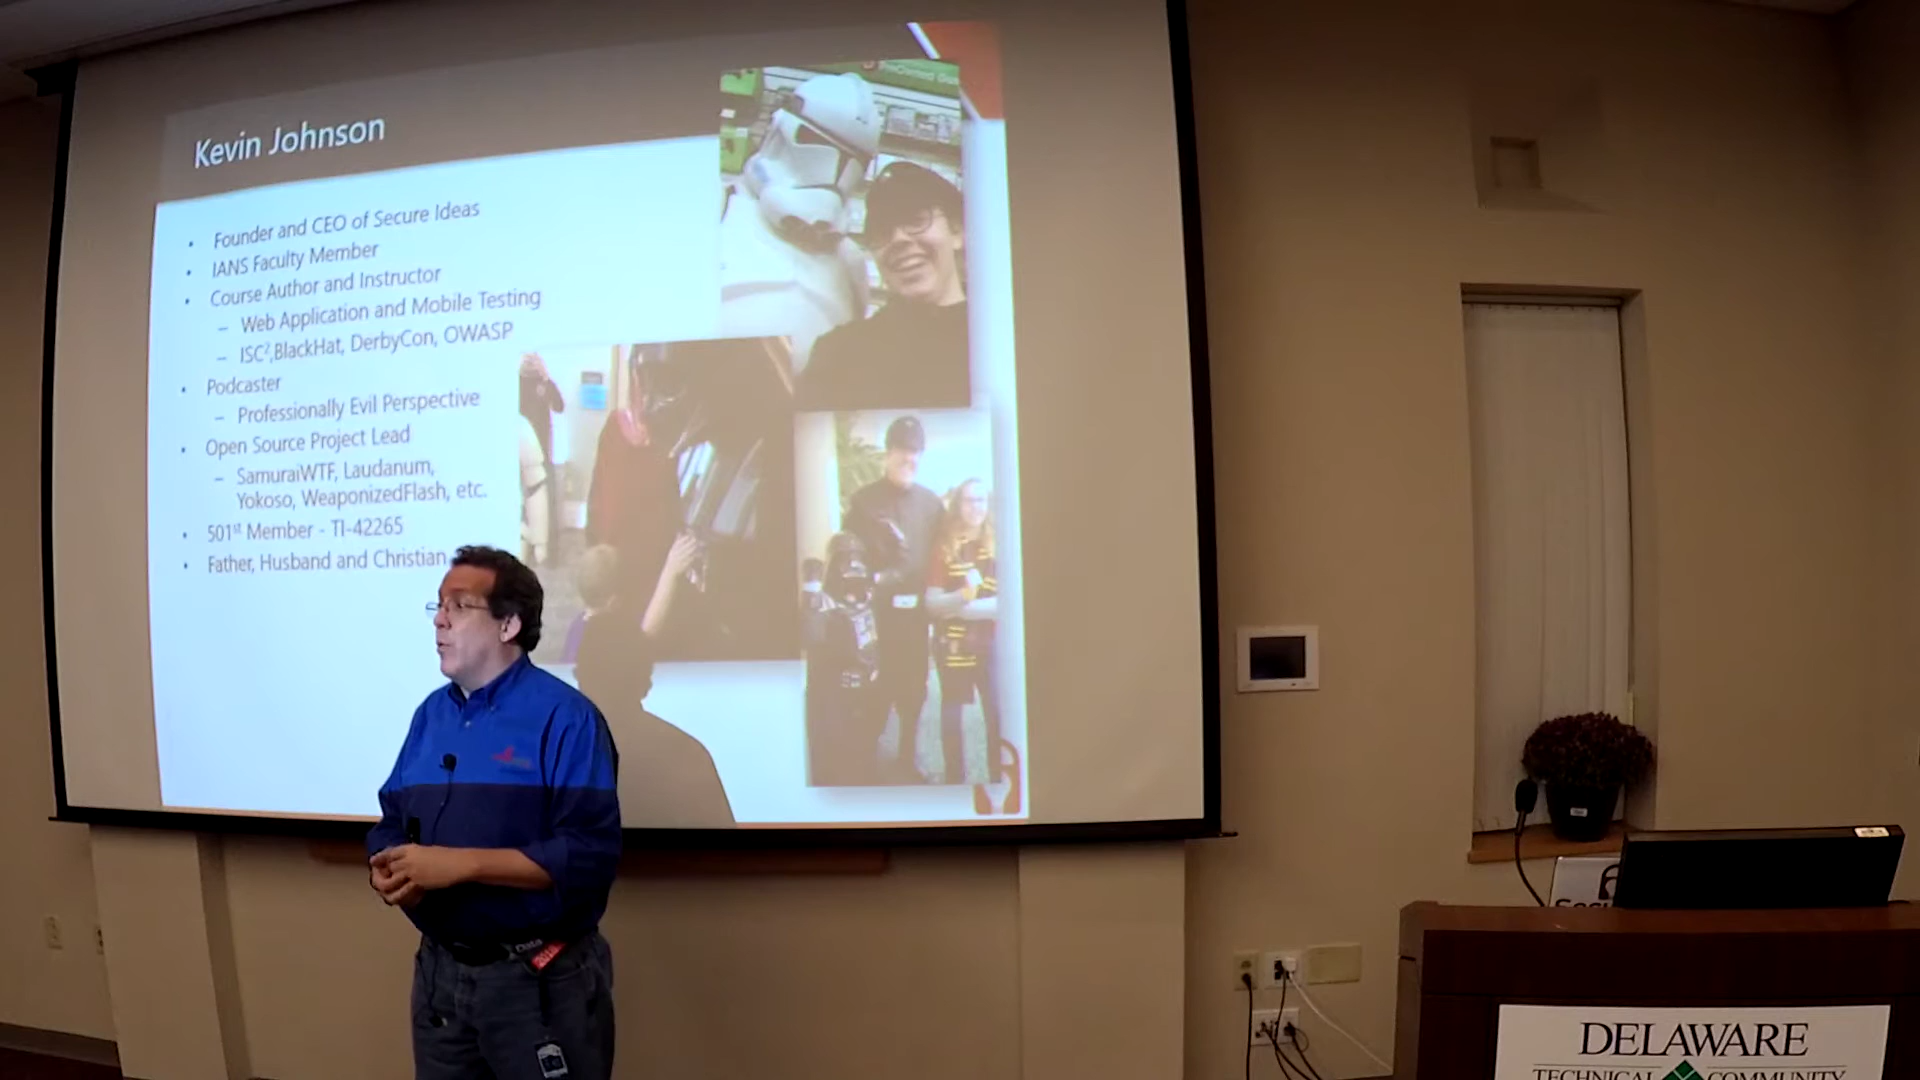 PreOwned
Kevin Johnson
• Founder and CEO of Secure Ideas
• IANS Faculty Member
• Course Author and Instructor
– Web Application and Mobile Testing
– ISC²,BlackHat, DerbyCon, OWASP
• Podcaster
– Professionally Evil Perspective
• Open Source Project Lead
– SamuraiWTF, Laudanum,
Yokoso, WeaponizedFlash, etc.
• 501st Member - TI-42265
• Father, Husband and Christian
Data
DELAWARE
TECHNICAL COMMUNITY